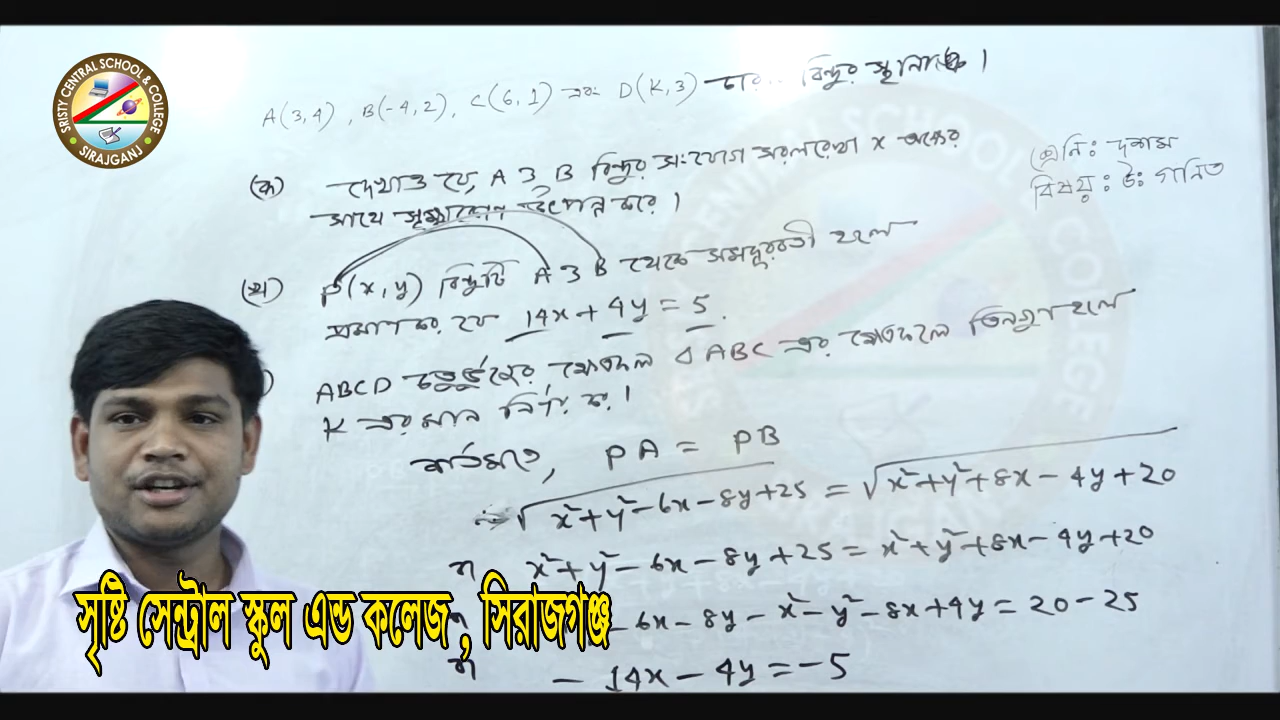 SRISTY CENTRAL SCHOOL & COLLEGE
SIRAJGANJ
A(3,4), B(-4,2), C(6,1) এবং D(K,3) চার.. বিন্দুর স্থানাঙ্ক।
শ্রেনি: দশম
বিষয়: উ: গনিত
(ক) দেখাও যে, A ও B বিন্দুর সংযোগ সরলরেখা x অক্ষের
সাথে সূক্ষ্মকোণ উৎপন্ন করে।
(খ) P(x,y) বিন্দুটি A ও B থেকে সমদূরবর্তী হলে
প্রমাণ কর যে 14x + 4y = 5.
) ABCD চতুর্ভুজের ক্ষেত্রফল Δ ABC এর ক্ষেত্রফলে তিনগুণ হলে
K এর মান নির্ণয় কর।
শর্তমতে, PA = PB
√x²+y²-6x-8y+25 = √x²+y²+8x-4y+20
বা x²+y²-6x-8y+25 = x²+y²+8x-4y+20
- 6x-8y-x²-y²-8x+4y = 20-25
বা -14x-4y = -5
সৃষ্টি সেন্ট্রাল স্কুল এন্ড কলেজ, সিরাজগঞ্জ